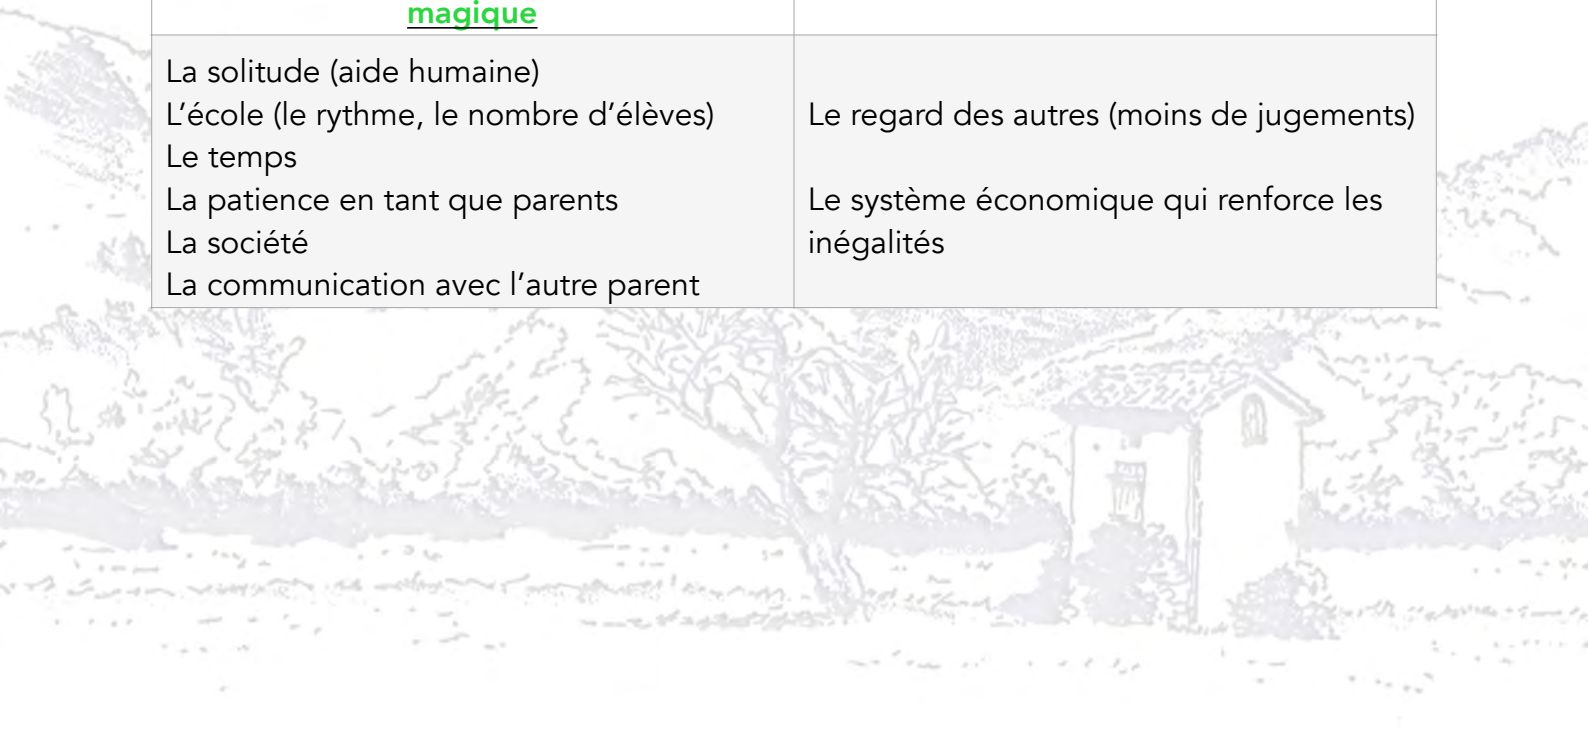 magique
La solitude (aide humaine)
L’école (le rythme, le nombre d’élèves)
Le temps
La patience en tant que parents
La société
La communication avec l’autre parent
Le regard des autres (moins de jugements)
Le système économique qui renforce les
inégalités